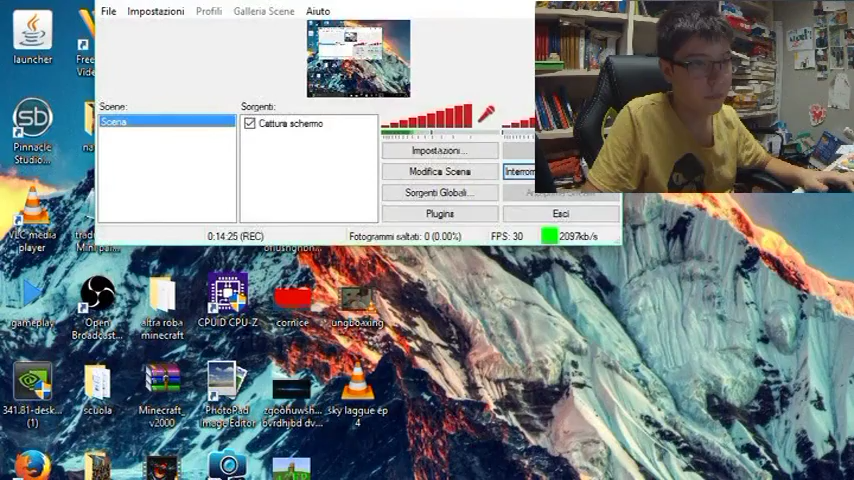 File Impostazioni Profili Galleria Scene Aiuto
launcher
Scene:
Sorgenti:
Scena
Cattura schermo
sb
Pinnacle
Studio...
Impostazioni...
Modifica Scena
Sorgenti Globali...
Plugins
Esci
VLC media
player
0:14:25 (REC)
Fotogrammi saltati: 0 (0.00%)
FPS: 30
2097kb/s
gameplay
Open
Broadcast...
altra roba
minecraft
CPUID CPU-Z
cornice
ungboaxing
341.81-desk...
(1)
scuola
Minecraft_
v2000
PhotoPad
Image Editor
sky laggue ep
4